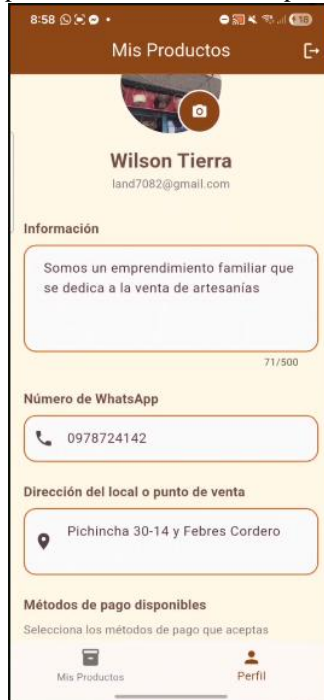 8:58
18
Mis Productos
Wilson Tierra
land7082@gmail.com
Información
Somos un emprendimiento familiar que
se dedica a la venta de artesanías
71/500
Número de WhatsApp
0978724142
Dirección del local o punto de venta
Pichincha 30-14 y Febres Cordero
Métodos de pago disponibles
Selecciona los métodos de pago que aceptas
Mis Productos
Perfil